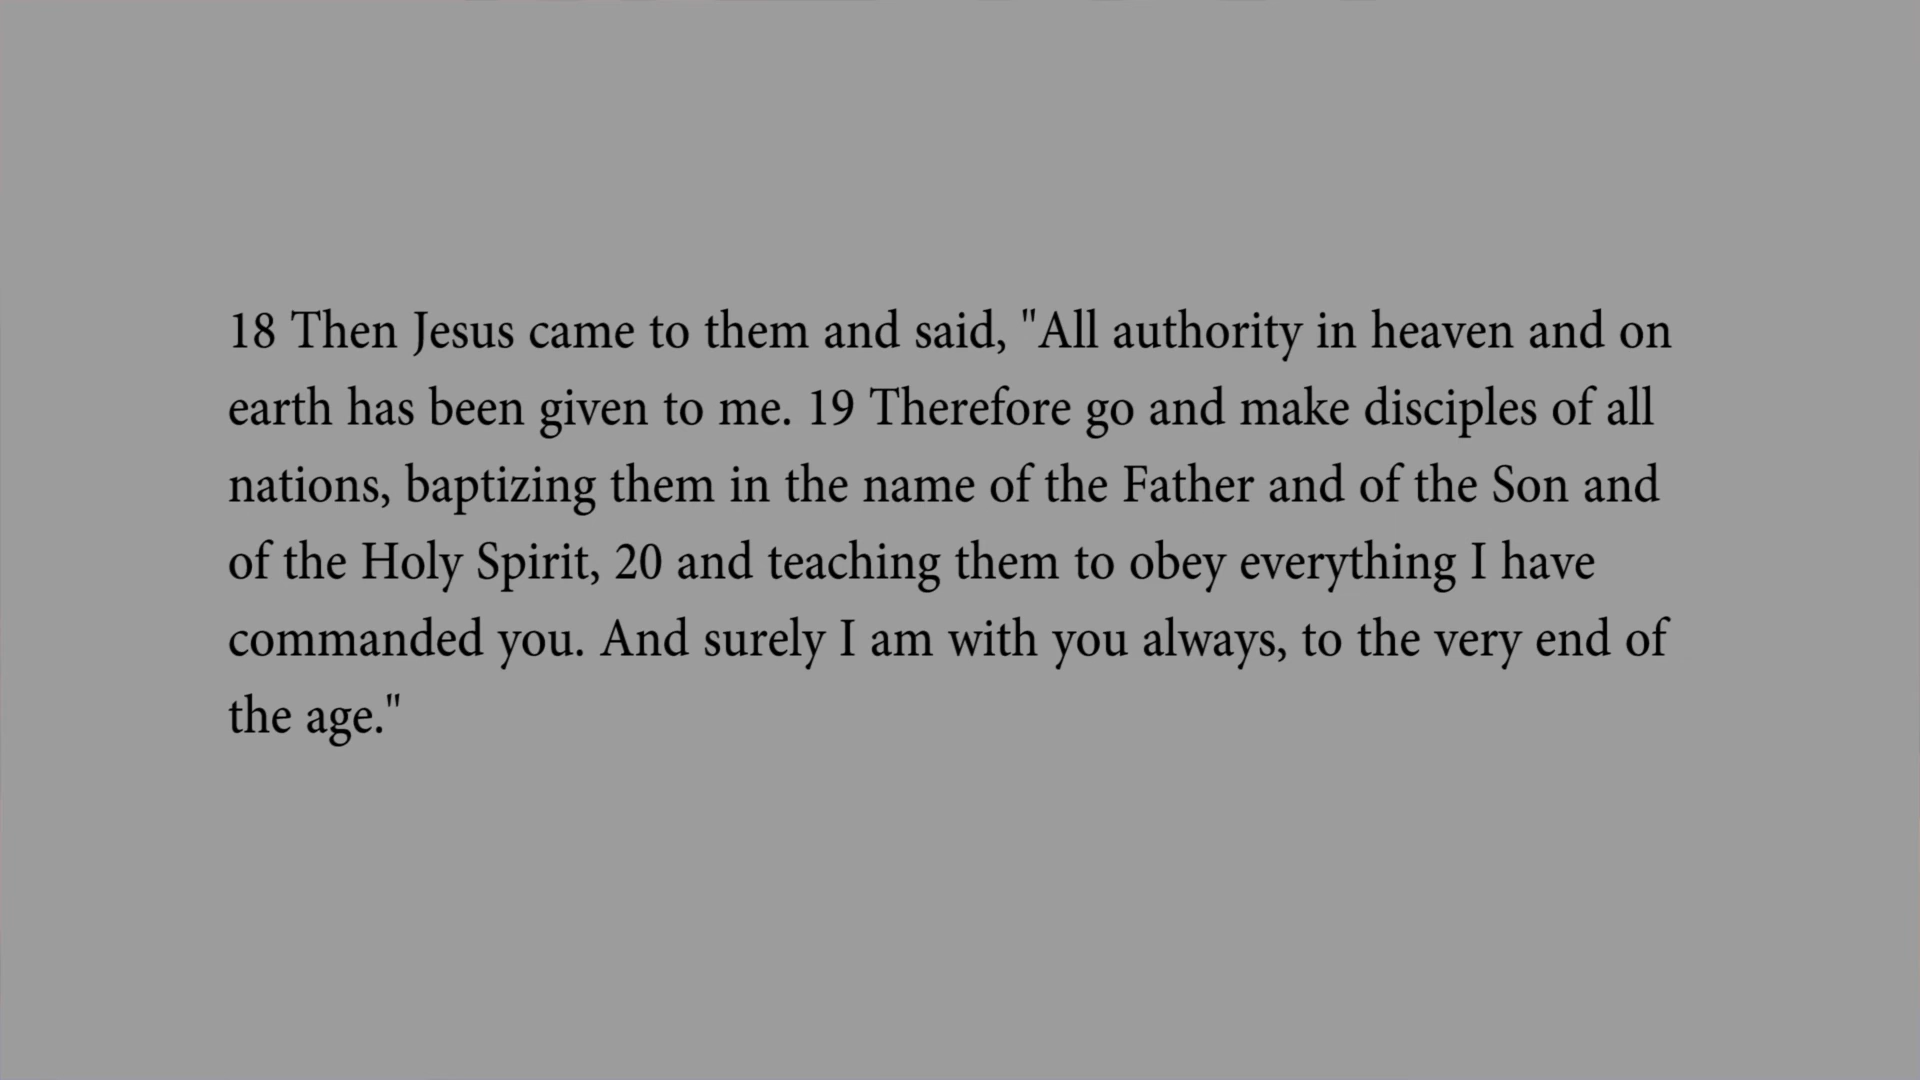 18 Then Jesus came to them and said, "All authority in heaven and on
earth has been given to me. 19 Therefore go and make disciples of all
nations, baptizing them in the name of the Father and of the Son and
of the Holy Spirit, 20 and teaching them to obey everything I have
commanded you. And surely I am with you always, to the very end of
the age."